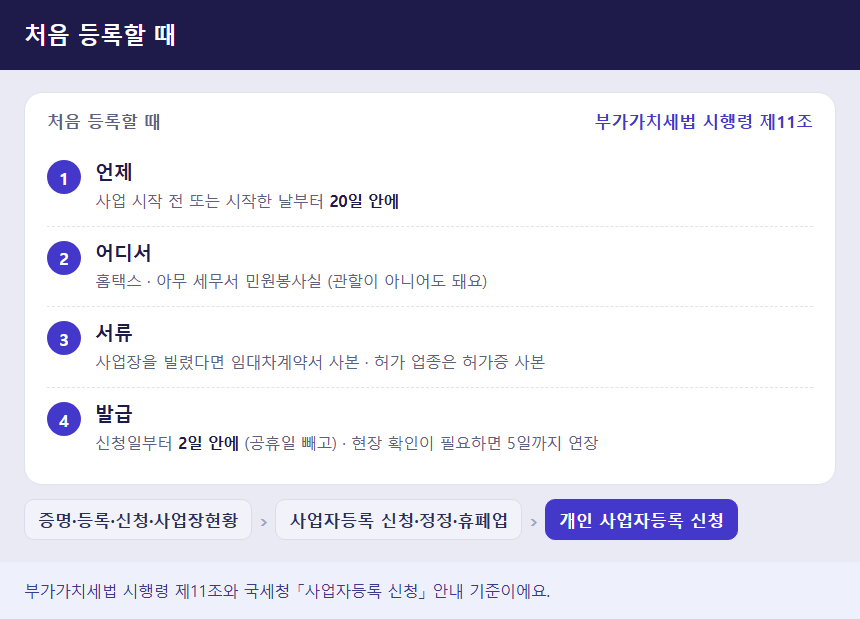 처음 등록할 때
처음 등록할 때
부가가치세법 시행령 제11조
1
언제
사업 시작 전 또는 시작한 날부터 20일 안에
2
어디서
홈택스 · 아무 세무서 민원봉사실 (관할이 아니어도 돼요)
3
서류
사업장을 빌렸다면 임대차계약서 사본 · 허가 업종은 허가증 사본
4
발급
신청일부터 2일 안에 (공휴일 빼고) · 현장 확인이 필요하면 5일까지 연장
증명·등록·신청·사업장현황 › 사업자등록 신청·정정·휴폐업 › 개인 사업자등록 신청
부가가치세법 시행령 제11조와 국세청 「사업자등록 신청」 안내 기준이에요.